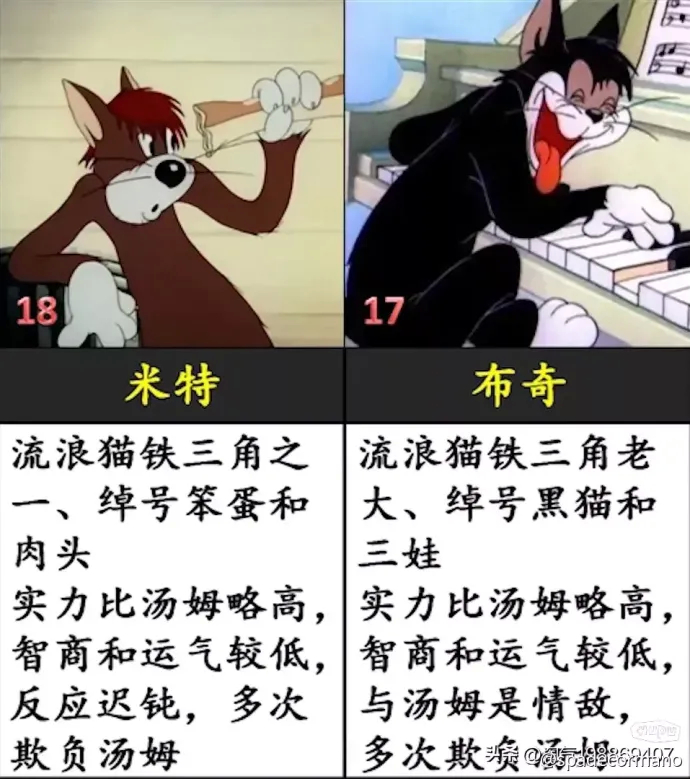 18
17
米特
布奇
流浪猫铁三角之
一、绰号笨蛋和
肉头
实力比汤姆略高，
智商和运气较低，
反应迟钝，多次
欺负汤姆
流浪猫铁三角老
大、绰号黑猫和
三娃
实力比汤姆略高，
智商和运气较低，
与汤姆是情敌，
多次欺负汤姆
@spadecormano